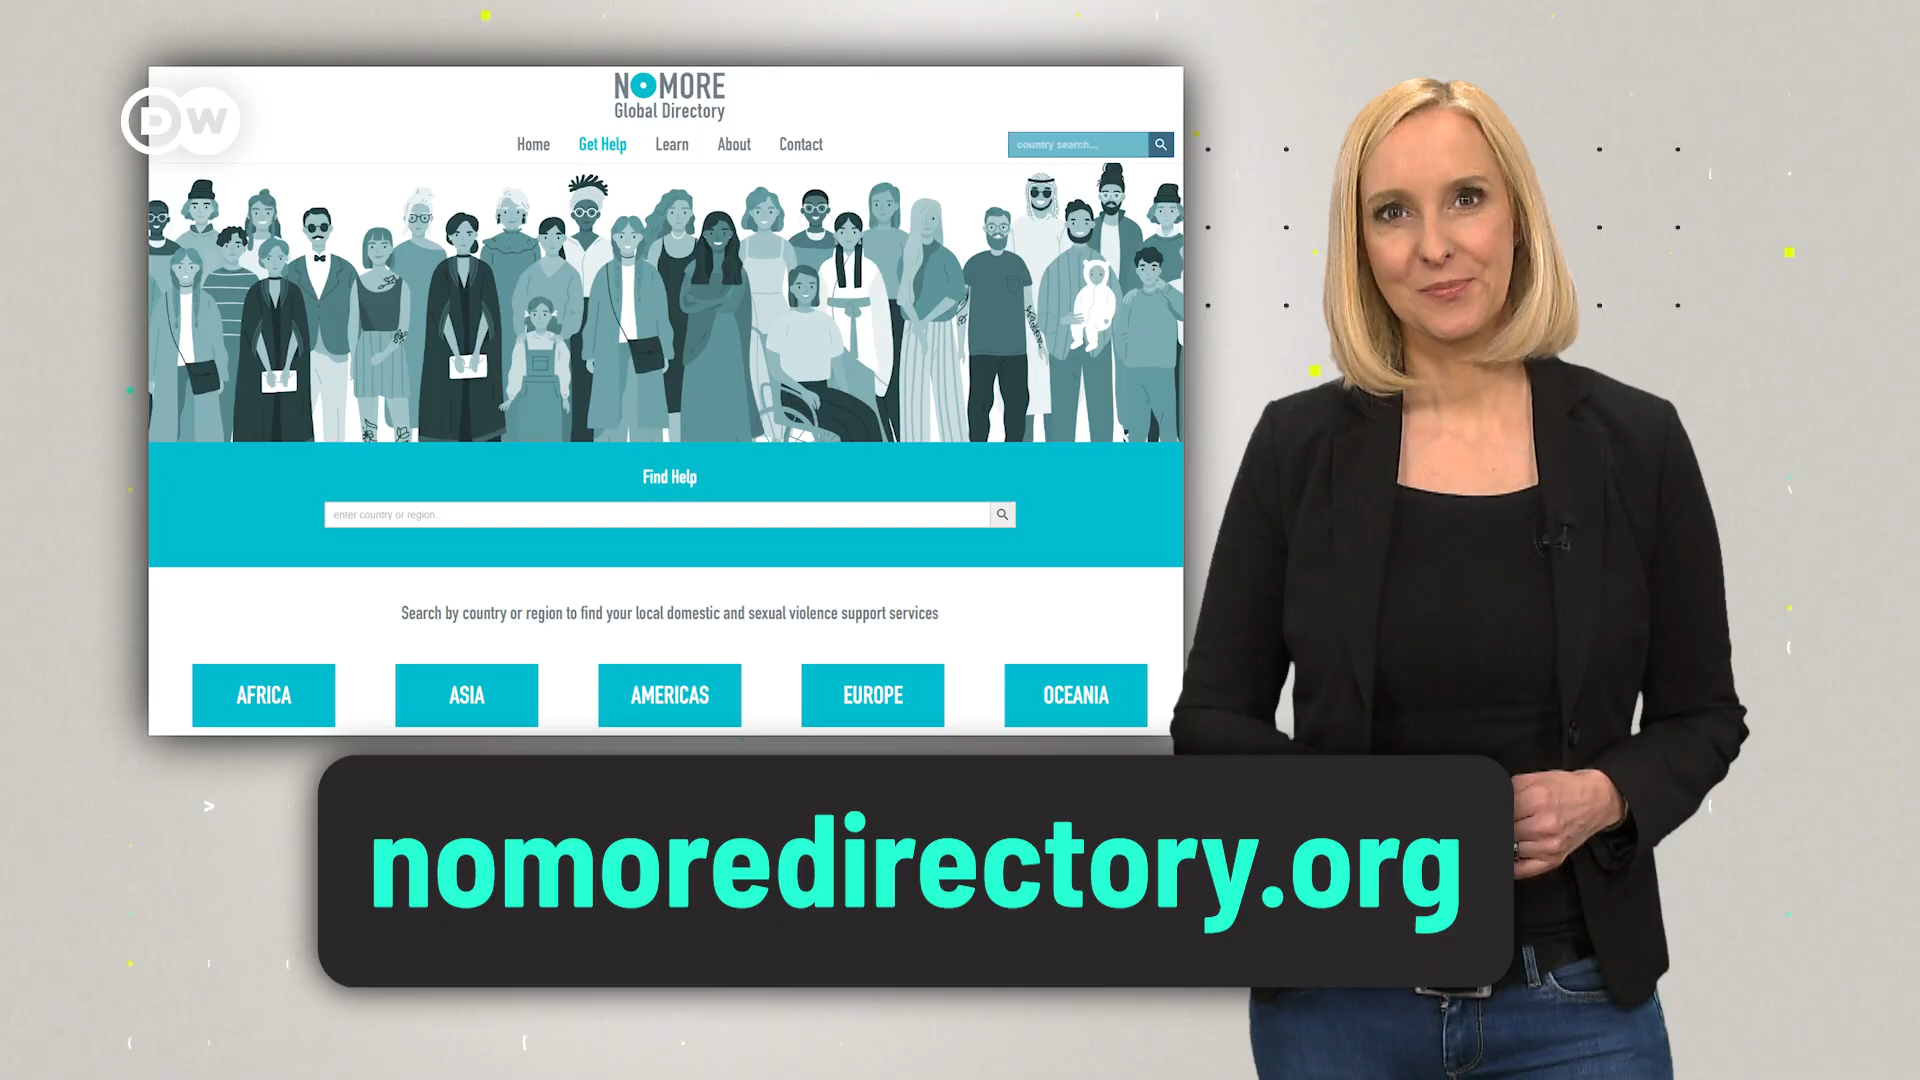 DW
NOMORE
Global Directory
Home Get Help Learn About Contact
country search...
Find Help
enter country or region...
Search by country or region to find your local domestic and sexual violence support services
AFRICA ASIA AMERICAS EUROPE OCEANIA
nomoredirectory.org